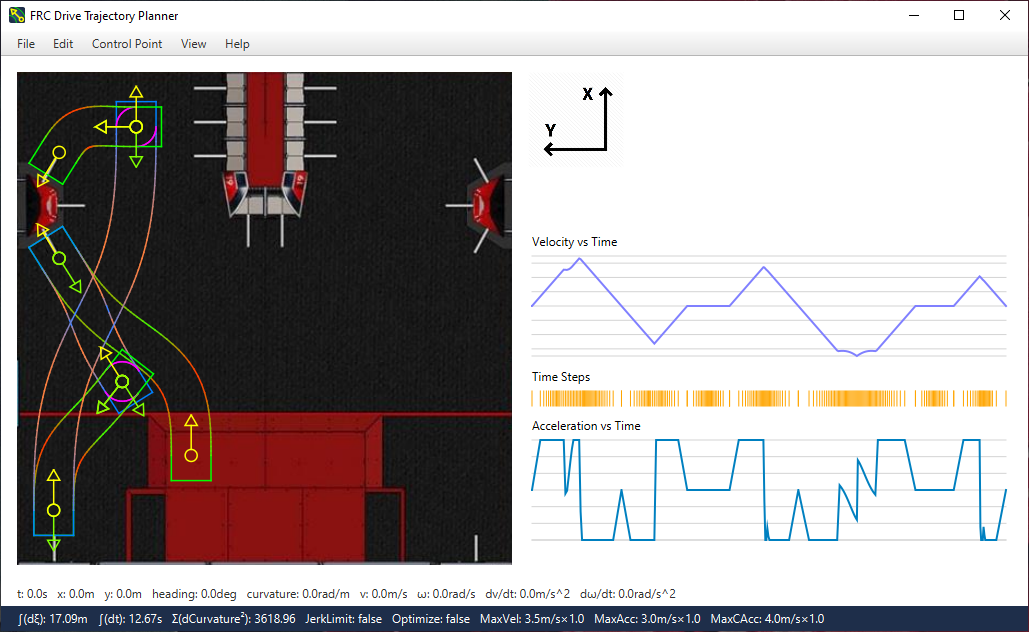 FRC Drive Trajectory Planner
File Edit Control Point View Help
X
Y
Velocity vs Time
Time Steps
Acceleration vs Time
t: 0.0s x: 0.0m y: 0.0m heading: 0.0deg curvature: 0.0rad/m v: 0.0m/s ω: 0.0rad/s dv/dt: 0.0m/s^2 dω/dt: 0.0rad/s^2
∫(dξ): 17.09m ∫(dt): 12.67s Σ(dCurvature²): 3618.96 JerkLimit: false Optimize: false MaxVel: 3.5m/s×1.0 MaxAcc: 3.0m/s×1.0 MaxCAcc: 4.0m/s×1.0